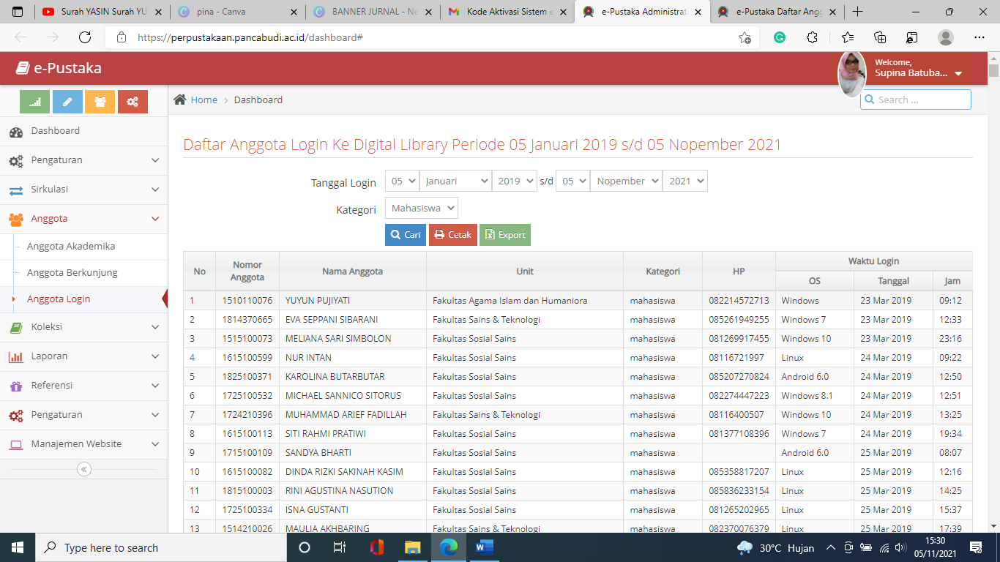 Surah YASIN Surah YU
pina - Canva
BANNER JURNAL - Ne
Kode Aktivasi Sistem e
e-Pustaka Administrat
e-Pustaka Daftar Angg
https://perpustakaan.pancabudi.ac.id/dashboard#
e-Pustaka
Welcome,
Supina Batuba...
Home > Dashboard
Search ...
Dashboard
Pengaturan
Sirkulasi
Anggota
Anggota Akademika
Anggota Berkunjung
Anggota Login
Koleksi
Laporan
Referensi
Pengaturan
Manajemen Website
Daftar Anggota Login Ke Digital Library Periode 05 Januari 2019 s/d 05 Nopember 2021
Tanggal Login 05 Januari 2019 s/d 05 Nopember 2021
Kategori Mahasiswa
Cari Cetak Export
No Nomor Anggota Nama Anggota Unit Kategori HP Waktu Login
OS Tanggal Jam
1 1510110076 YUYUN PUJIYATI Fakultas Agama Islam dan Humaniora mahasiswa 082214572713 Windows 23 Mar 2019 09:12
2 1814370665 EVA SEPPANI SIBARANI Fakultas Sains & Teknologi mahasiswa 085261949255 Windows 7 23 Mar 2019 12:33
3 1515100073 MELIANA SARI SIMBOLON Fakultas Sosial Sains mahasiswa 081269917455 Windows 10 23 Mar 2019 23:16
4 1615100599 NUR INTAN Fakultas Sosial Sains mahasiswa 08116721997 Linux 24 Mar 2019 09:22
5 1825100371 KAROLINA BUTARBUTAR Fakultas Sosial Sains mahasiswa 085207270824 Android 6.0 24 Mar 2019 12:50
6 1725100532 MICHAEL SANNICO SITORUS Fakultas Sosial Sains mahasiswa 082274447223 Windows 8.1 24 Mar 2019 12:51
7 1724210396 MUHAMMAD ARIEF FADILLAH Fakultas Sains & Teknologi mahasiswa 08116400507 Windows 10 24 Mar 2019 13:25
8 1615100113 SITI RAHMI PRATIWI Fakultas Sosial Sains mahasiswa 081377108396 Windows 7 24 Mar 2019 19:34
9 1715100109 SANDYA BHARTI Fakultas Sosial Sains mahasiswa Android 6.0 25 Mar 2019 08:07
10 1615100082 DINDA RIZKI SAKINAH KASIM Fakultas Sosial Sains mahasiswa 085358817207 Linux 25 Mar 2019 12:16
11 1815100003 RINI AGUSTINA NASUTION Fakultas Sosial Sains mahasiswa 085836233154 Linux 25 Mar 2019 14:25
12 1725100334 ISNA GUSTANTI Fakultas Sosial Sains mahasiswa 081265202965 Linux 25 Mar 2019 15:37
13 1514210026 MAULIA AKHBARING Fakultas Sains & Teknologi mahasiswa 082370076379 Linux 25 Mar 2019 17:39
Type here to search
30°C Hujan
15:30
05/11/2021